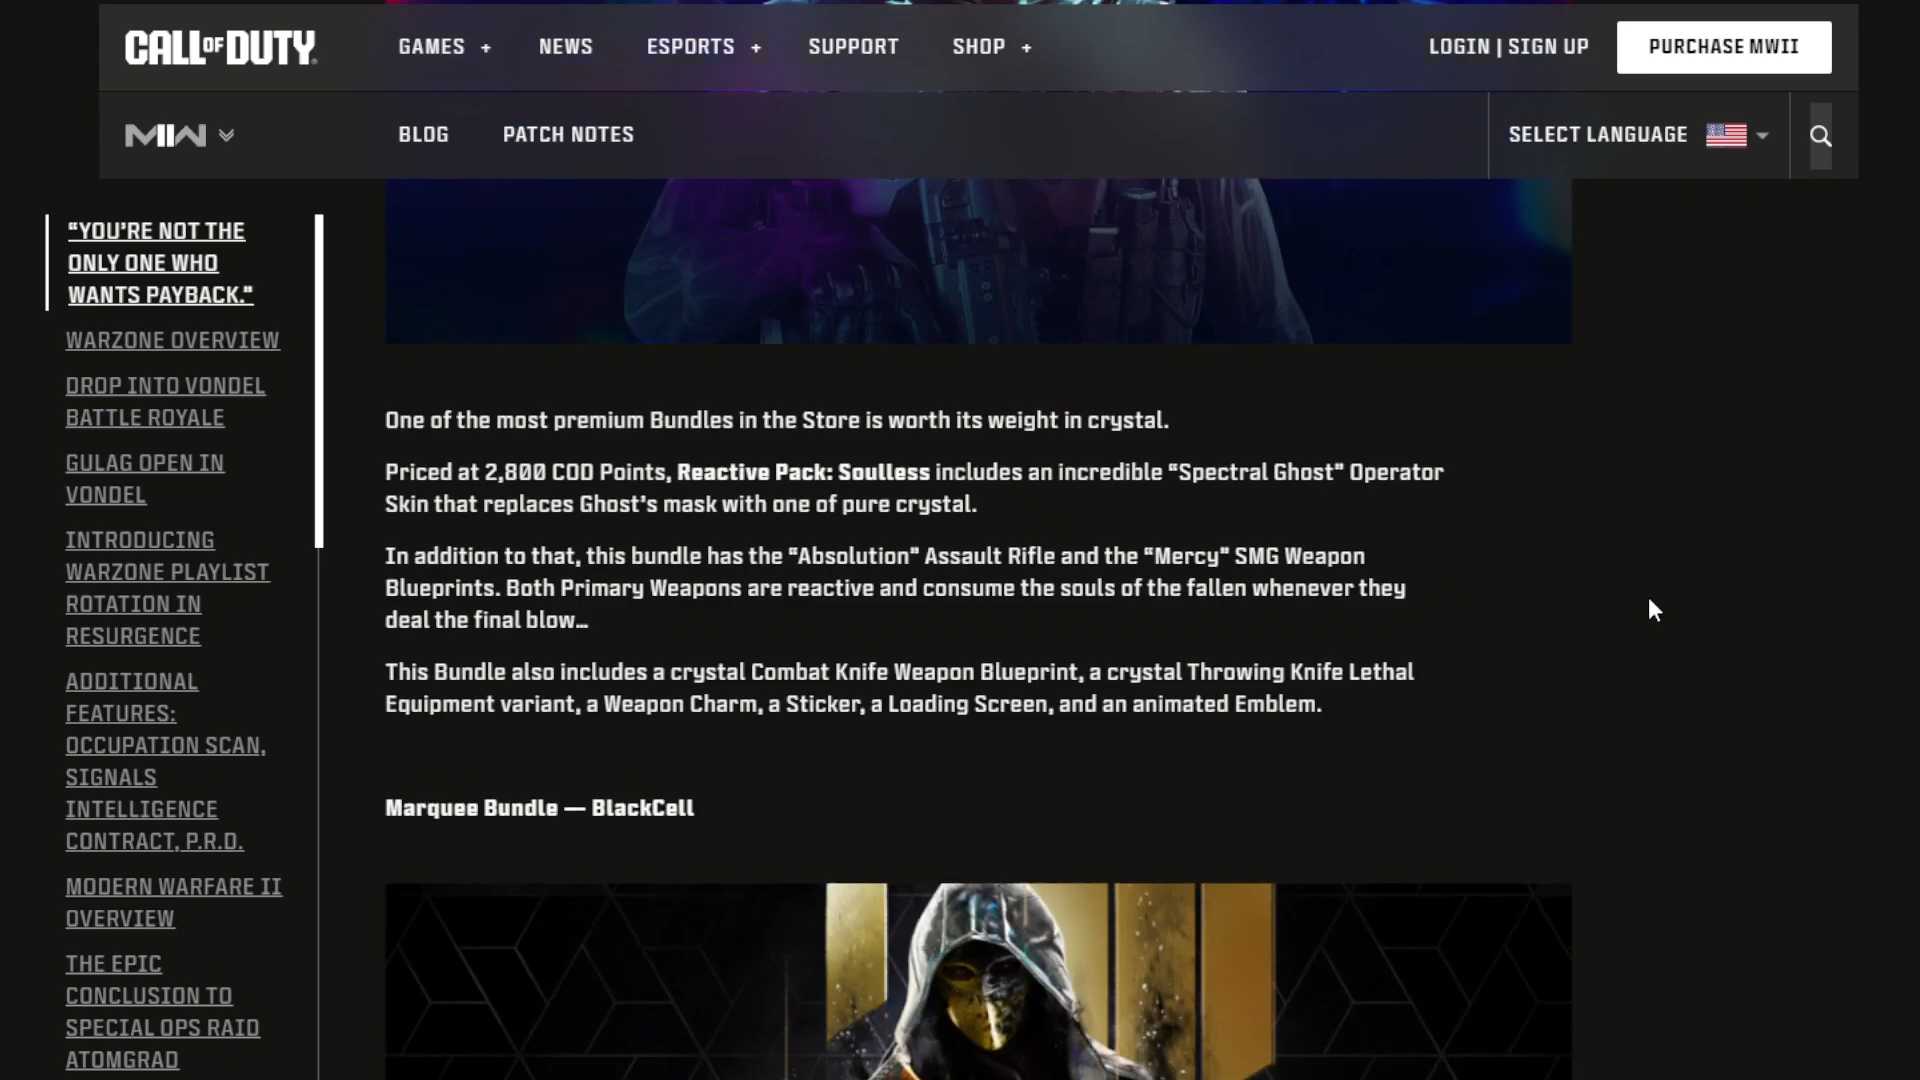 CALL OF DUTY
GAMES +
NEWS
ESPORTS +
SUPPORT
SHOP +
LOGIN | SIGN UP
PURCHASE MWII
MWII
BLOG
PATCH NOTES
SELECT LANGUAGE
“YOU’RE NOT THE
ONLY ONE WHO
WANTS PAYBACK.”
WARZONE OVERVIEW
DROP INTO VONDEL
BATTLE ROYALE
GULAG OPEN IN
VONDEL
INTRODUCING
WARZONE PLAYLIST
ROTATION IN
RESURGENCE
ADDITIONAL
FEATURES:
OCCUPATION SCAN,
SIGNALS
INTELLIGENCE
CONTRACT, P.R.D.
MODERN WARFARE II
OVERVIEW
THE EPIC
CONCLUSION TO
SPECIAL OPS RAID
ATOMGRAD
One of the most premium Bundles in the Store is worth its weight in crystal.
Priced at 2,800 COD Points, Reactive Pack: Soulless includes an incredible “Spectral Ghost” Operator
Skin that replaces Ghost’s mask with one of pure crystal.
In addition to that, this bundle has the “Absolution” Assault Rifle and the “Mercy” SMG Weapon
Blueprints. Both Primary Weapons are reactive and consume the souls of the fallen whenever they
deal the final blow…
This Bundle also includes a crystal Combat Knife Weapon Blueprint, a crystal Throwing Knife Lethal
Equipment variant, a Weapon Charm, a Sticker, a Loading Screen, and an animated Emblem.
Marquee Bundle — BlackCell